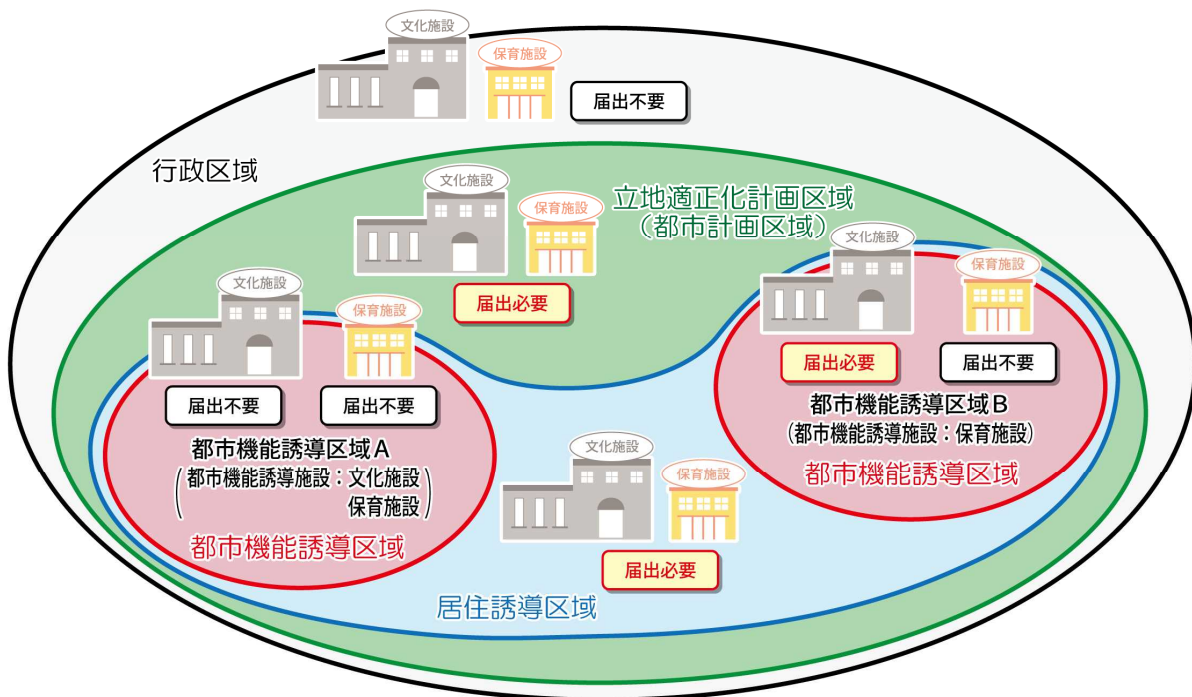 文化施設
保育施設
届出不要
行政区域
文化施設
保育施設
立地適正化計画区域
(都市計画区域)
届出必要
文化施設
保育施設
届出必要
届出不要
都市機能誘導区域B
(都市機能誘導施設:保育施設)
都市機能誘導区域
文化施設
保育施設
届出不要
届出不要
都市機能誘導区域A
(都市機能誘導施設:文化施設
保育施設)
都市機能誘導区域
文化施設
保育施設
届出必要
居住誘導区域